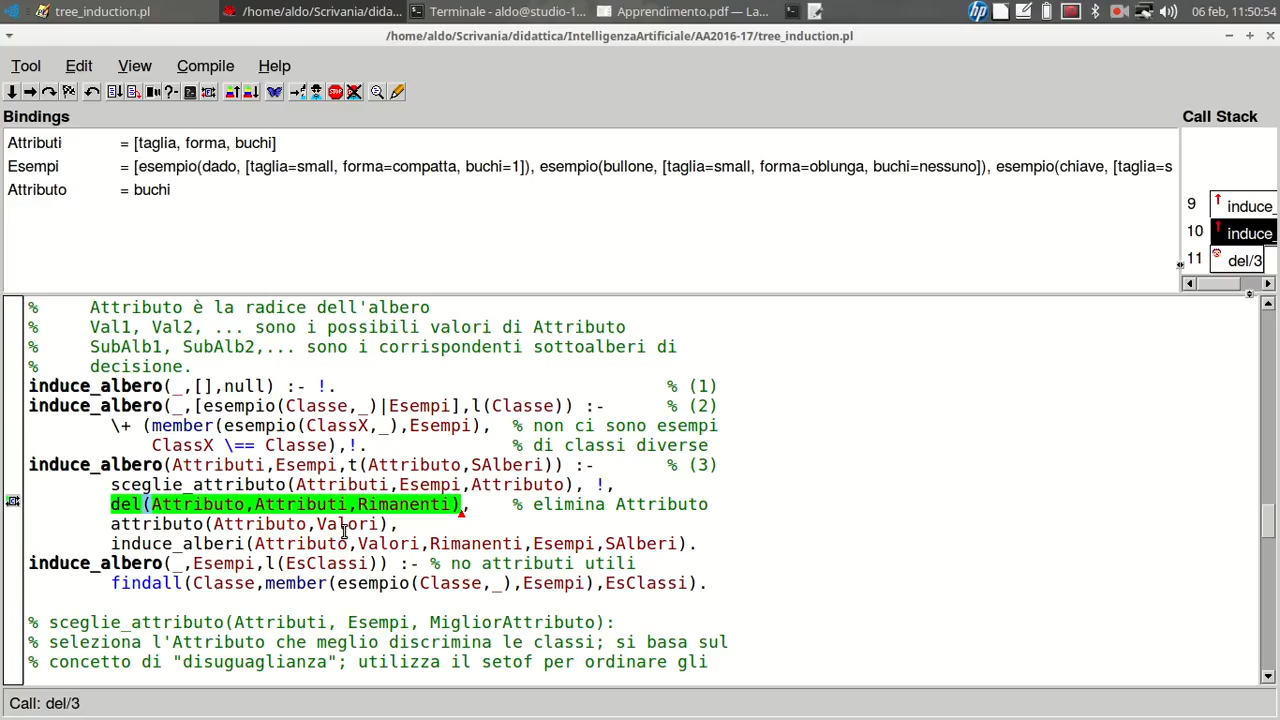 tree_induction.pl
/home/aldo/Scrivania/dida...
Terminale - aldo@studio-1...
Apprendimento.pdf — La...
06 feb, 11:50:54
/home/aldo/Scrivania/didattica/IntelligenzaArtificiale/AA2016-17/tree_induction.pl
Tool Edit View Compile Help
Bindings
Call Stack
Attributi = [taglia, forma, buchi]
Esempi = [esempio(dado, [taglia=small, forma=compatta, buchi=1]), esempio(bullone, [taglia=small, forma=oblunga, buchi=nessuno]), esempio(chiave, [taglia=s
Attributo = buchi
9 induce_
10 induce_
11 del/3
% Attributo è la radice dell'albero
% Val1, Val2, ... sono i possibili valori di Attributo
% SubAlb1, SubAlb2,... sono i corrispondenti sottoalberi di
% decisione.
induce_albero(_,[],null) :- !. % (1)
induce_albero(_,[esempio(Classe,_)|Esempi],l(Classe)) :- % (2)
\+ (member(esempio(ClassX,_),Esempi), % non ci sono esempi
ClassX \== Classe),!. % di classi diverse
induce_albero(Attributi,Esempi,t(Attributo,SAlberi)) :- % (3)
sceglie_attributo(Attributi,Esempi,Attributo), !,
del(Attributo,Attributi,Rimanenti), % elimina Attributo
attributo(Attributo,Valori),
induce_alberi(Attributo,Valori,Rimanenti,Esempi,SAlberi).
induce_albero(_,Esempi,l(EsClassi)) :- % no attributi utili
findall(Classe,member(esempio(Classe,_),Esempi),EsClassi).
% sceglie_attributo(Attributi, Esempi, MigliorAttributo):
% seleziona l'Attributo che meglio discrimina le classi; si basa sul
% concetto di "disuguaglianza"; utilizza il setof per ordinare gli
Call: del/3